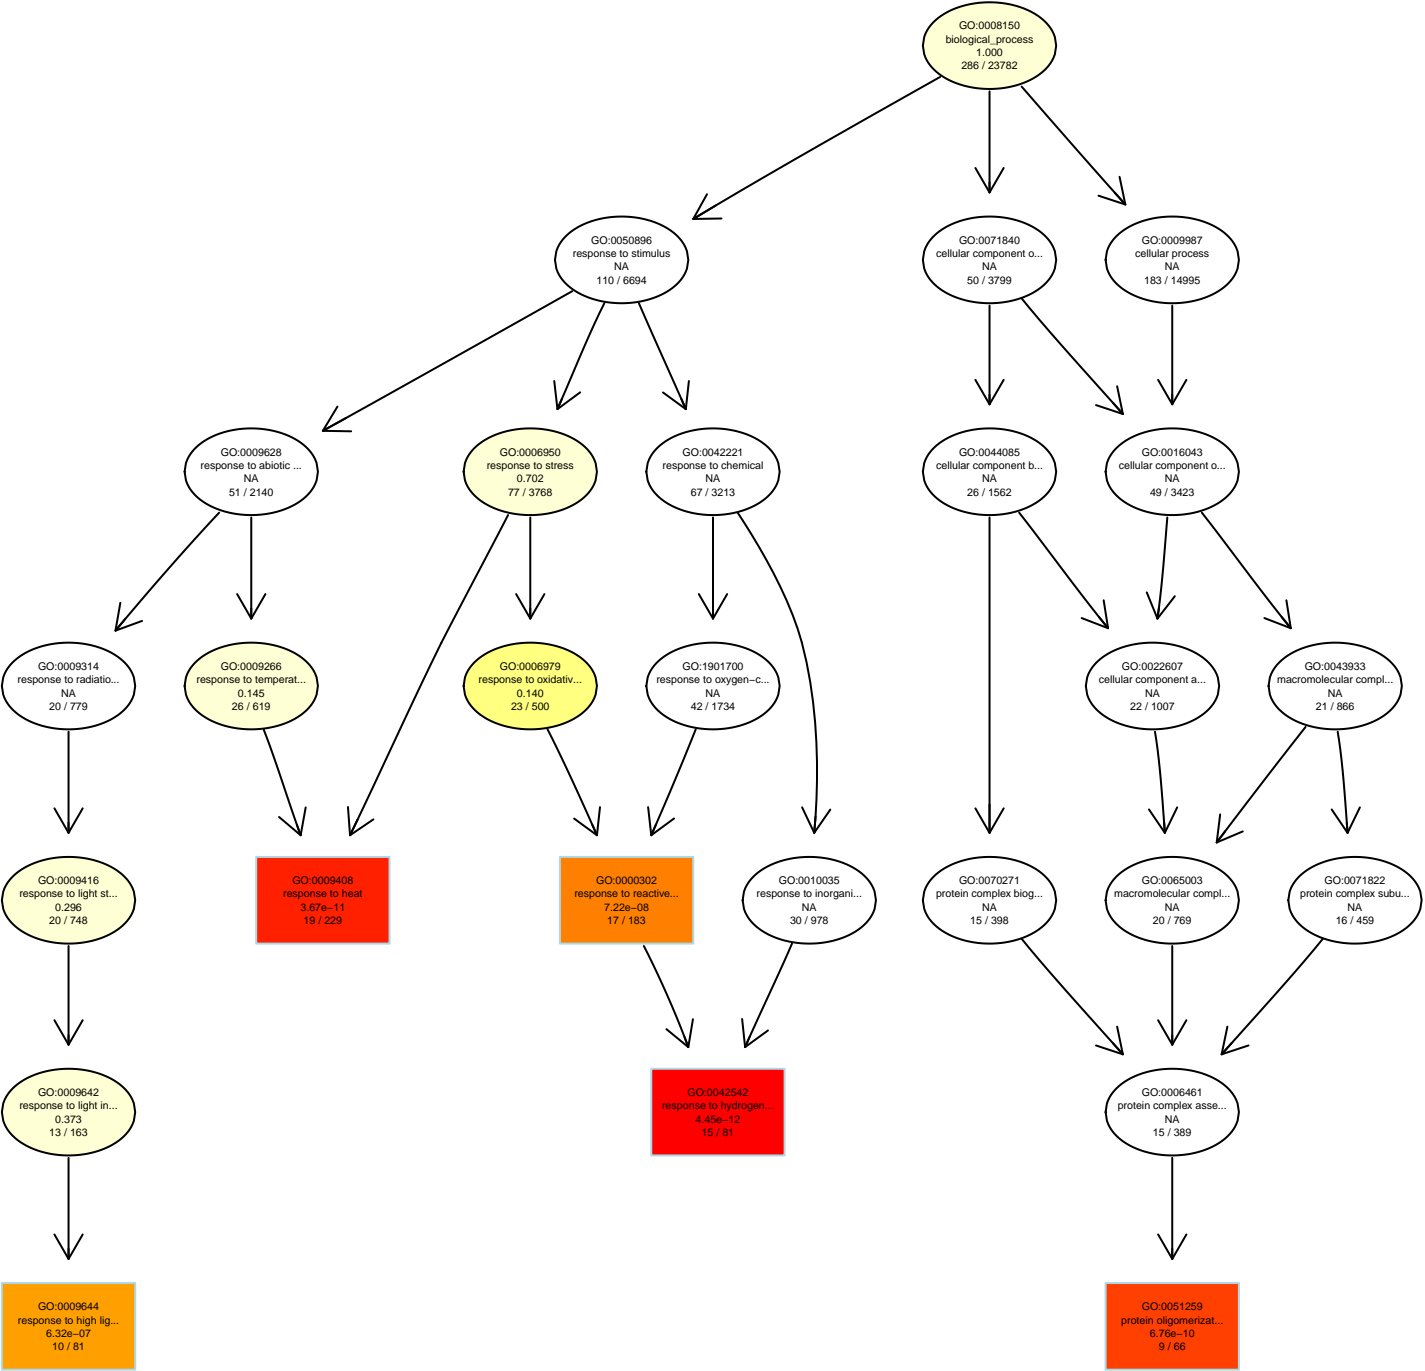 GO:0008150
biological_process
1.000
286 / 23782
GO:0050896
response to stimulus
NA
110 / 6694
GO:0071840
cellular component o...
NA
50 / 3799
GO:0009987
cellular process
NA
183 / 14995
GO:0009628
response to abiotic ...
NA
51 / 2140
GO:0006950
response to stress
0.702
77 / 3768
GO:0042221
response to chemical
NA
67 / 3213
GO:0044085
cellular component b...
NA
26 / 1562
GO:0016043
cellular component o...
NA
49 / 3423
GO:0009314
response to radiatio...
NA
20 / 779
GO:0009266
response to temperat...
0.145
26 / 619
GO:0006979
response to oxidativ...
0.140
23 / 500
GO:1901700
response to oxygen−c...
NA
42 / 1734
GO:0022607
cellular component a...
NA
22 / 1007
GO:0043933
macromolecular compl...
NA
21 / 866
GO:0009416
response to light st...
0.296
20 / 748
GO:0009408
response to heat
3.67e−11
19 / 229
GO:0000302
response to reactive...
7.22e−08
17 / 183
GO:0010035
response to inorgani...
NA
30 / 978
GO:0070271
protein complex biog...
NA
15 / 398
GO:0065003
macromolecular compl...
NA
20 / 769
GO:0071822
protein complex subu...
NA
16 / 459
GO:0009642
response to light in...
0.373
13 / 163
GO:0042542
response to hydrogen...
4.45e−12
15 / 81
GO:0006461
protein complex asse...
NA
15 / 389
GO:0009644
response to high lig...
6.32e−07
10 / 81
GO:0051259
protein oligomerizat...
6.76e−10
9 / 66